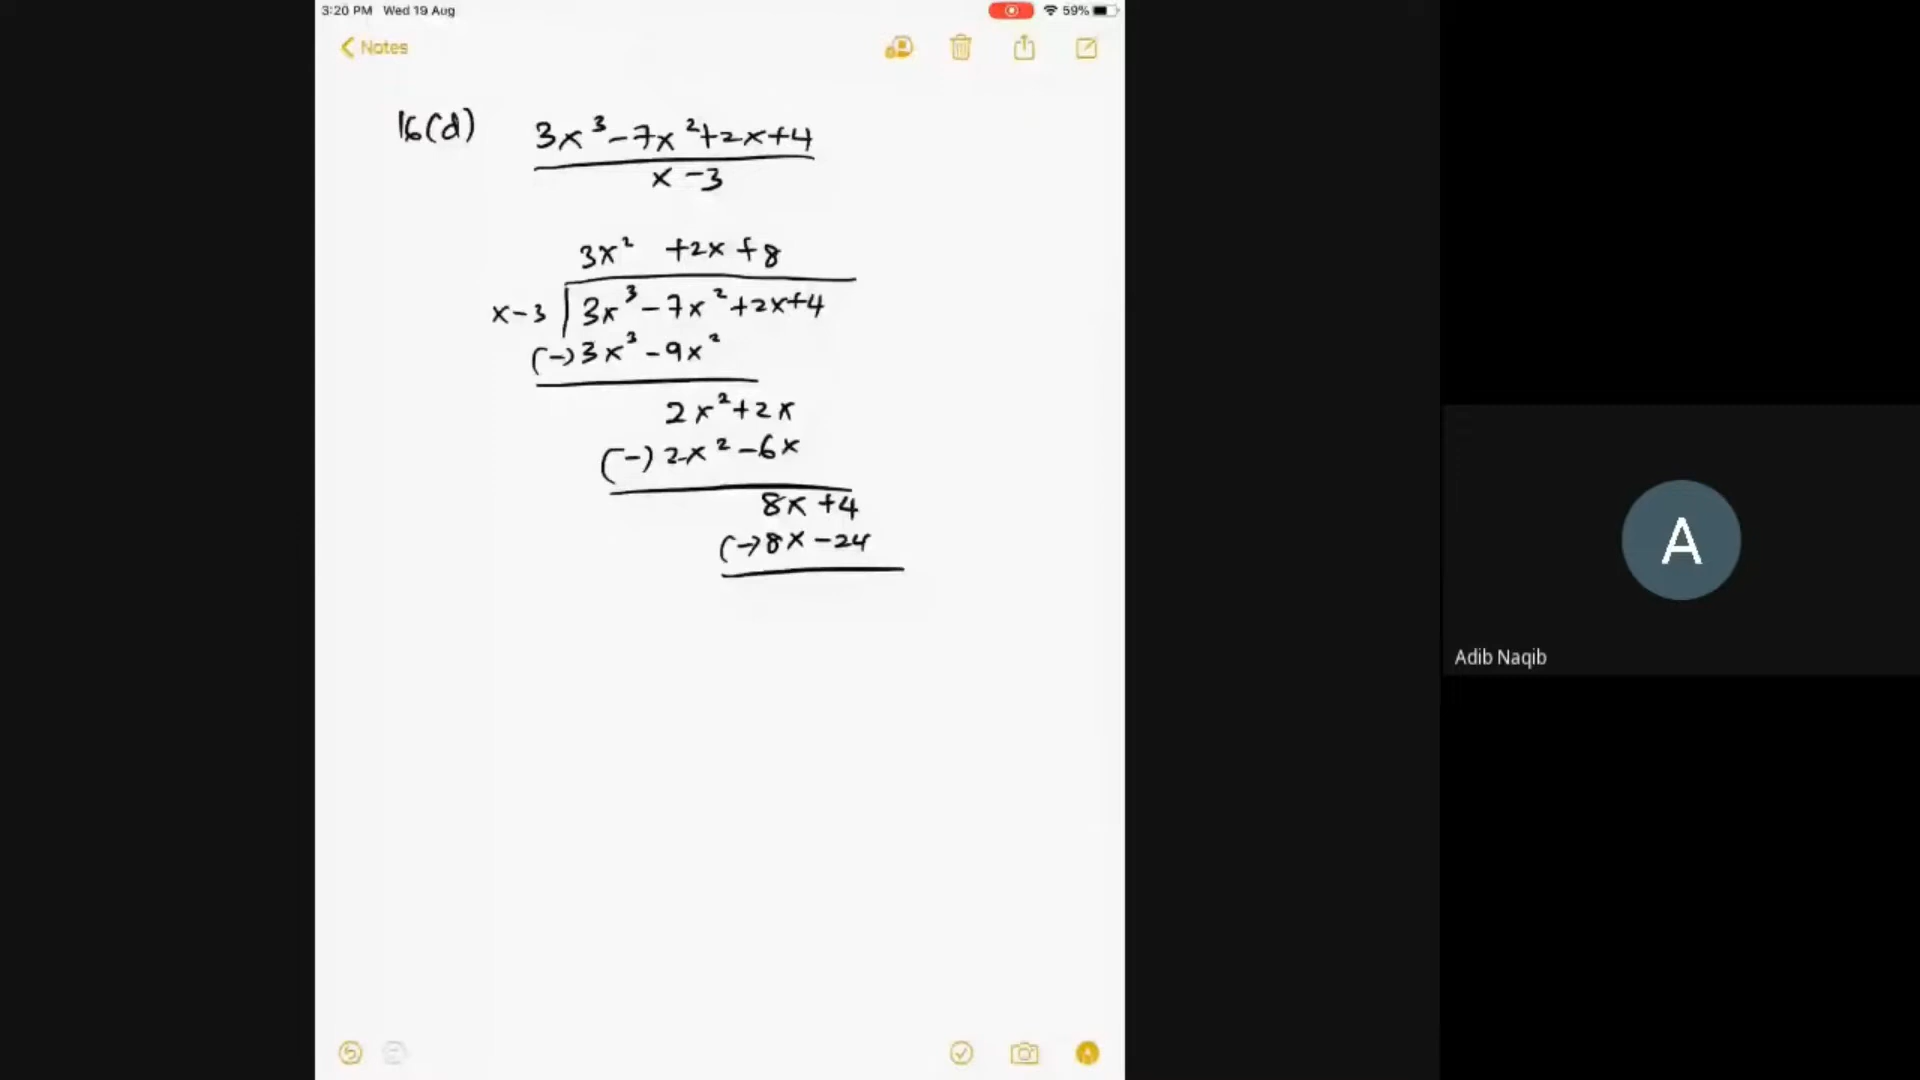 3:20 PM Wed 19 Aug 59%
Notes
16(d) 3x³-7x²+2x+4
x-3
3x² +2x+8
x-3 3x³-7x²+2x+4
(-)3x³-9x²
2x²+2x
(-)2x²-6x
8x+4
(-)8x-24
A
Adib Naqib